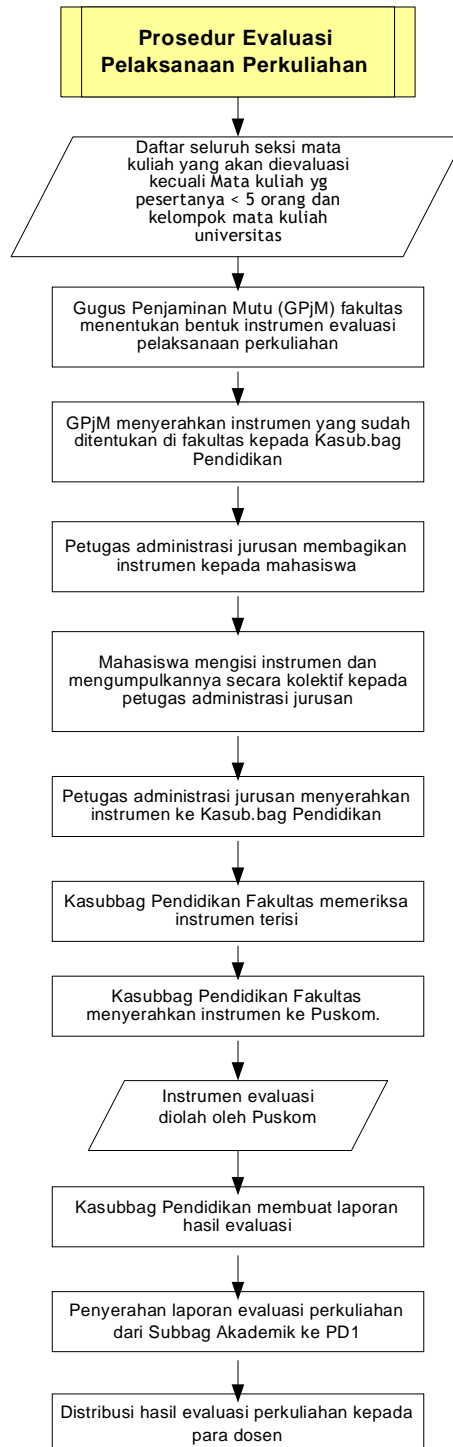 Prosedur Evaluasi
Pelaksanaan Perkuliahan
Daftar seluruh seksi mata
kuliah yang akan dievaluasi
kecuali Mata kuliah yg
pesertanya < 5 orang dan
kelompok mata kuliah
universitas
Gugus Penjaminan Mutu (GPjM) fakultas
menentukan bentuk instrumen evaluasi
pelaksanaan perkuliahan
GPjM menyerahkan instrumen yang sudah
ditentukan di fakultas kepada Kasub.bag
Pendidikan
Petugas administrasi jurusan membagikan
instrumen kepada mahasiswa
Mahasiswa mengisi instrumen dan
mengumpulkannya secara kolektif kepada
petugas administrasi jurusan
Petugas administrasi jurusan menyerahkan
instrumen ke Kasub.bag Pendidikan
Kasubbag Pendidikan Fakultas memeriksa
instrumen terisi
Kasubbag Pendidikan Fakultas
menyerahkan instrumen ke Puskom.
Instrumen evaluasi
diolah oleh Puskom
Kasubbag Pendidikan membuat laporan
hasil evaluasi
Penyerahan laporan evaluasi perkuliahan
dari Subbag Akademik ke PD1
Distribusi hasil evaluasi perkuliahan kepada
para dosen